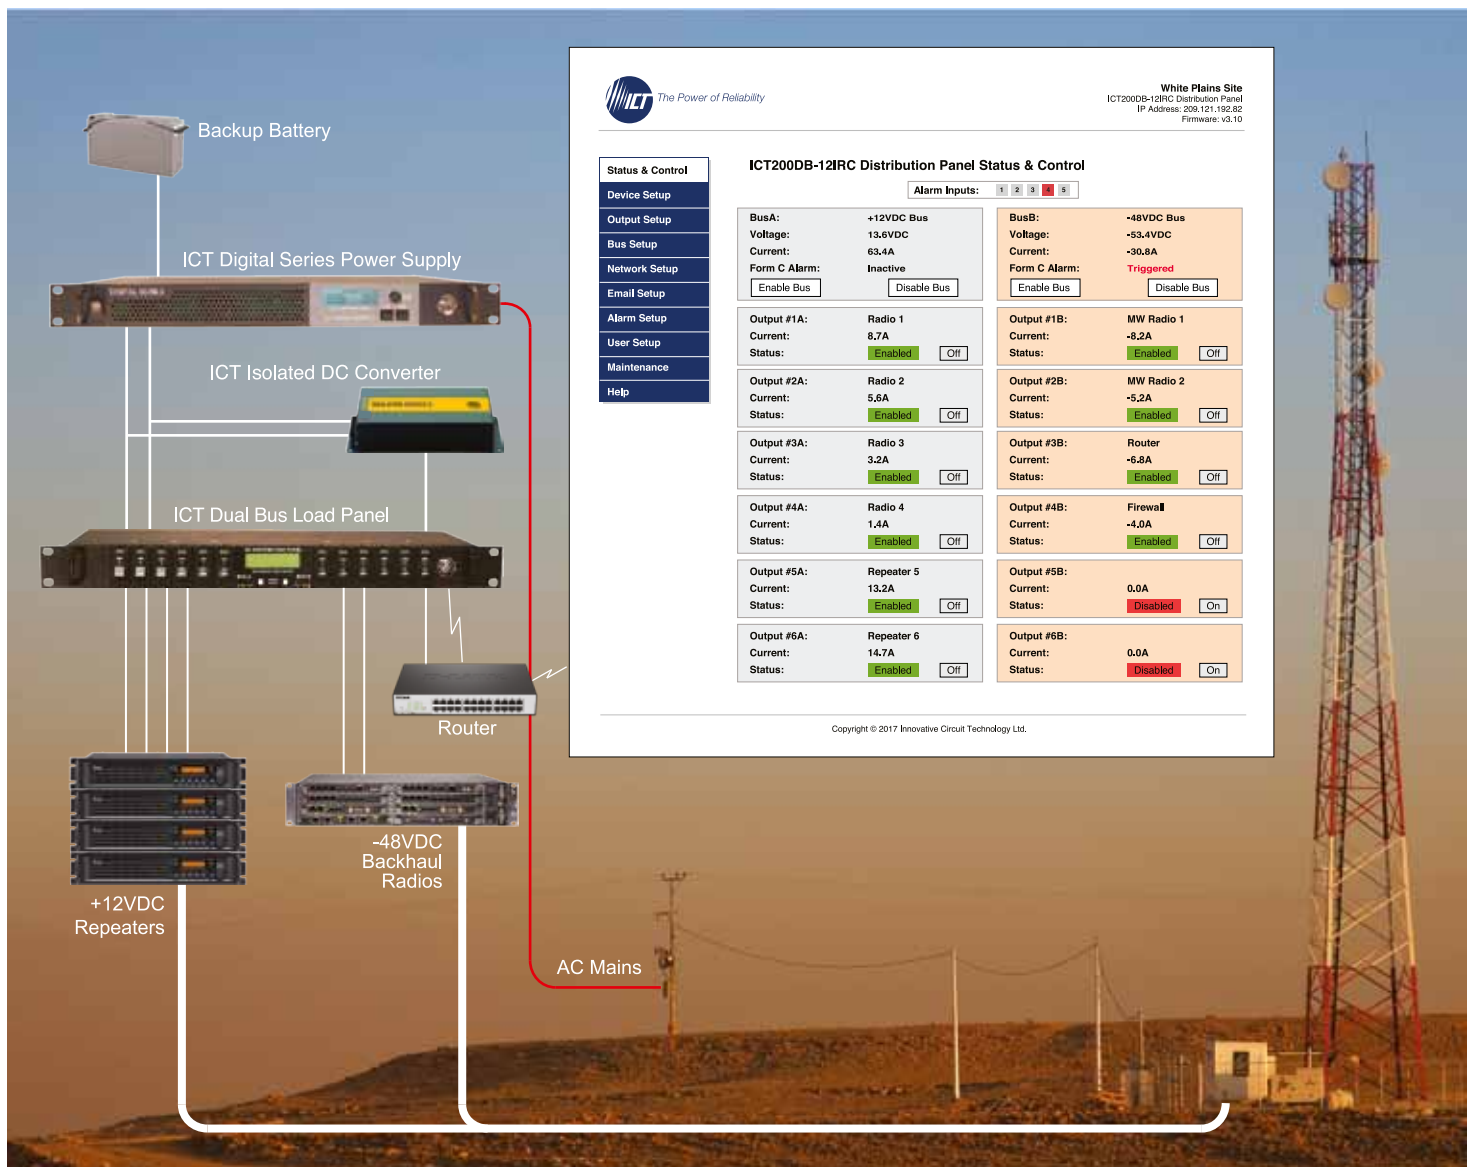 Backup Battery
ICT Digital Series Power Supply
ICT Isolated DC Converter
ICT Dual Bus Load Panel
Router
-48VDC
Backhaul
Radios
+12VDC
Repeaters
AC Mains
ICT The Power of Reliability
White Plains Site
ICT200DB-12IRC Distribution Panel
IP Address: 209.121.192.82
Firmware: v3.10
Status & Control
Device Setup
Output Setup
Bus Setup
Network Setup
Email Setup
Alarm Setup
User Setup
Maintenance
Help
ICT200DB-12IRC Distribution Panel Status & Control
Alarm Inputs: 1 2 3 4 5
BusA: +12VDC Bus
Voltage: 13.6VDC
Current: 63.4A
Form C Alarm: Inactive
Enable Bus Disable Bus
BusB: -48VDC Bus
Voltage: -53.4VDC
Current: -30.8A
Form C Alarm: Triggered
Enable Bus Disable Bus
Output #1A: Radio 1
Current: 8.7A
Status: Enabled Off
Output #1B: MW Radio 1
Current: -8.2A
Status: Enabled Off
Output #2A: Radio 2
Current: 5.6A
Status: Enabled Off
Output #2B: MW Radio 2
Current: -5.2A
Status: Enabled Off
Output #3A: Radio 3
Current: 3.2A
Status: Enabled Off
Output #3B: Router
Current: -6.8A
Status: Enabled Off
Output #4A: Radio 4
Current: 1.4A
Status: Enabled Off
Output #4B: Firewall
Current: -4.0A
Status: Enabled Off
Output #5A: Repeater 5
Current: 13.2A
Status: Enabled Off
Output #5B:
Current: 0.0A
Status: Disabled On
Output #6A: Repeater 6
Current: 14.7A
Status: Enabled Off
Output #6B:
Current: 0.0A
Status: Disabled On
Copyright © 2017 Innovative Circuit Technology Ltd.